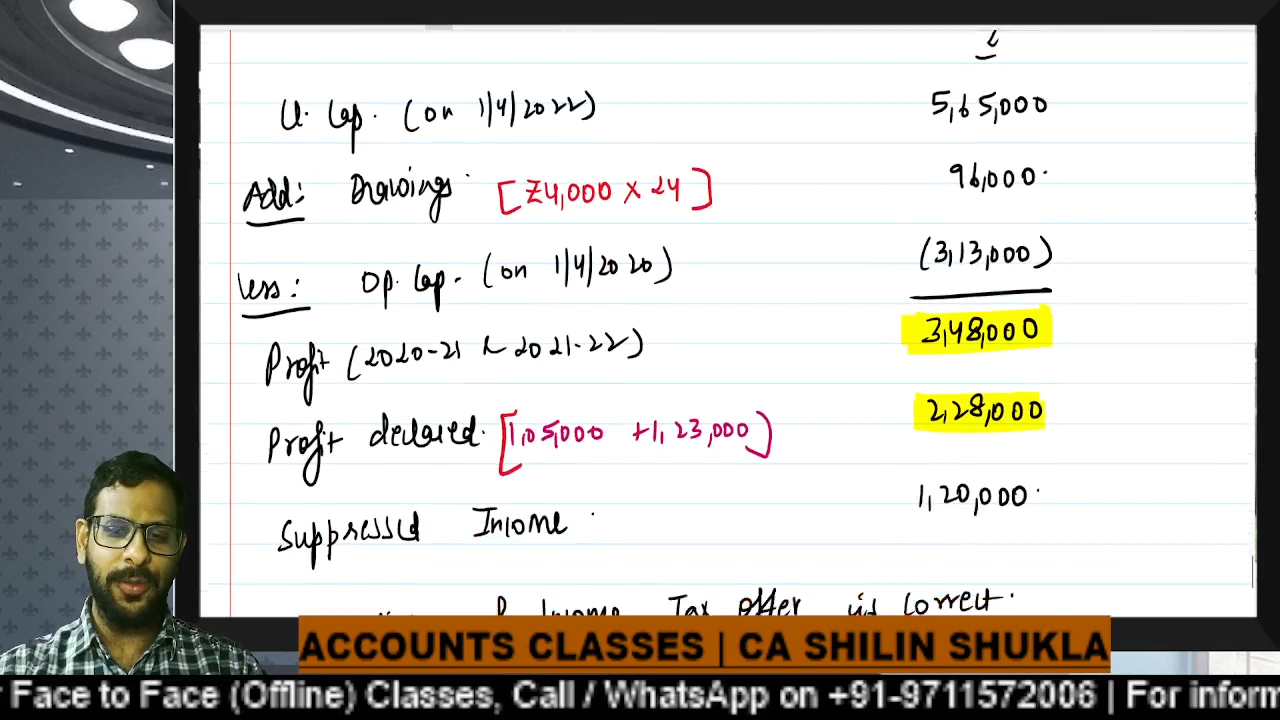 Cl. Cap. (on 1/4/2022) 5,65,000
Add: Drawings [₹4,000 × 24] 96,000
Less: Op. Cap. (on 1/4/2020) (3,13,000)
Profit (2020-21 & 2021-22) 3,48,000
Profit declared. [1,05,000 + 1,23,000] 2,28,000
Suppressed Income 1,20,000
Income Tax offer is correct.
ACCOUNTS CLASSES | CA SHILIN SHUKLA
r Face to Face (Offline) Classes, Call / WhatsApp on +91-9711572006 | For inform